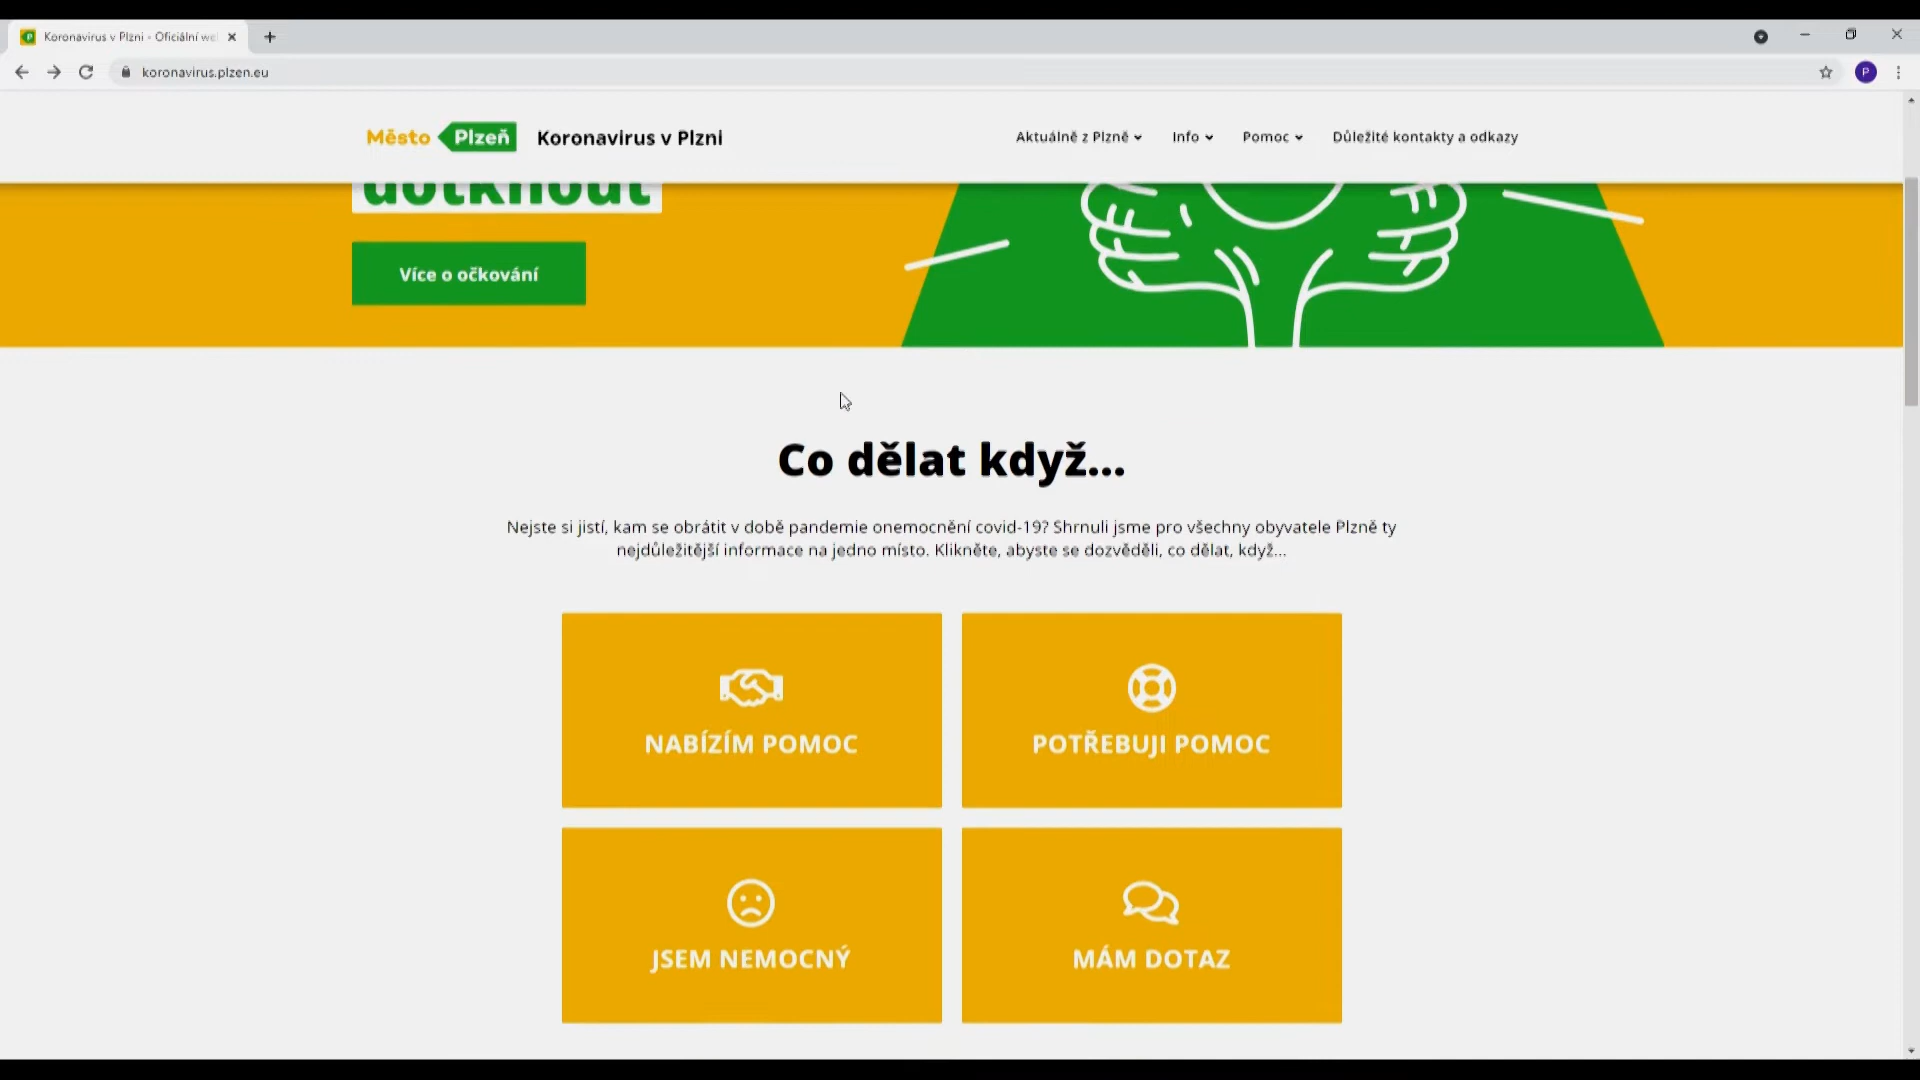 Koronavirus v Plzni - Oficiální we
koronavirus.plzen.eu
P
Město Plzeň Koronavirus v Plzni
Aktuálně z Plzně Info Pomoc Důležité kontakty a odkazy
dotknout
Více o očkování
Co dělat když...
Nejste si jistí, kam se obrátit v době pandemie onemocnění covid-19? Shrnuli jsme pro všechny obyvatele Plzně ty
nejdůležitější informace na jedno místo. Klikněte, abyste se dozvěděli, co dělat, když...
NABÍZÍM POMOC
POTŘEBUJI POMOC
JSEM NEMOCNÝ
MÁM DOTAZ